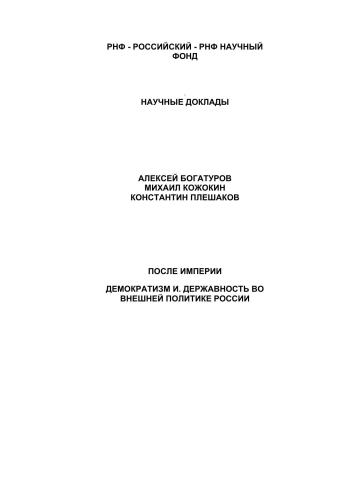 РНФ - РОССИЙСКИЙ - РНФ НАУЧНЫЙ
ФОНД
НАУЧНЫЕ ДОКЛАДЫ
АЛЕКСЕЙ БОГАТУРОВ
МИХАИЛ КОЖОКИН
КОНСТАНТИН ПЛЕШАКОВ
ПОСЛЕ ИМПЕРИИ
ДЕМОКРАТИЗМ И. ДЕРЖАВНОСТЬ ВО
ВНЕШНЕЙ ПОЛИТИКЕ РОССИИ